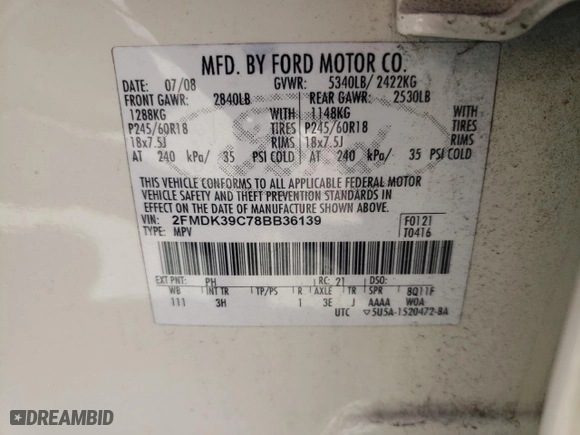 MFD. BY FORD MOTOR CO.
DATE: 07/08 GVWR: 5340LB/ 2422KG
FRONT GAWR: 2840LB REAR GAWR: 2530LB
1288KG WITH 1148KG WITH
P245/60R18 TIRES P245/60R18 TIRES
18x7.5J RIMS 18x7.5J RIMS
AT 240 kPa/ 35 PSI COLD AT 240 kPa/ 35 PSI COLD
THIS VEHICLE CONFORMS TO ALL APPLICABLE FEDERAL MOTOR
VEHICLE SAFETY AND THEFT PREVENTION STANDARDS IN
EFFECT ON THE DATE OF MANUFACTURE SHOWN ABOVE.
VIN: 2FMDK39C78BB36139 F0121
TYPE: MPV T0416
EXT PNT: PH RC: 21 DSO:
WB INT TR TP/PS R AXLE TR SPR 8Q11F
111 3H 1 3E J AAAA WOA
UTC ▽5U5A-1520472-BA
DREAMBID